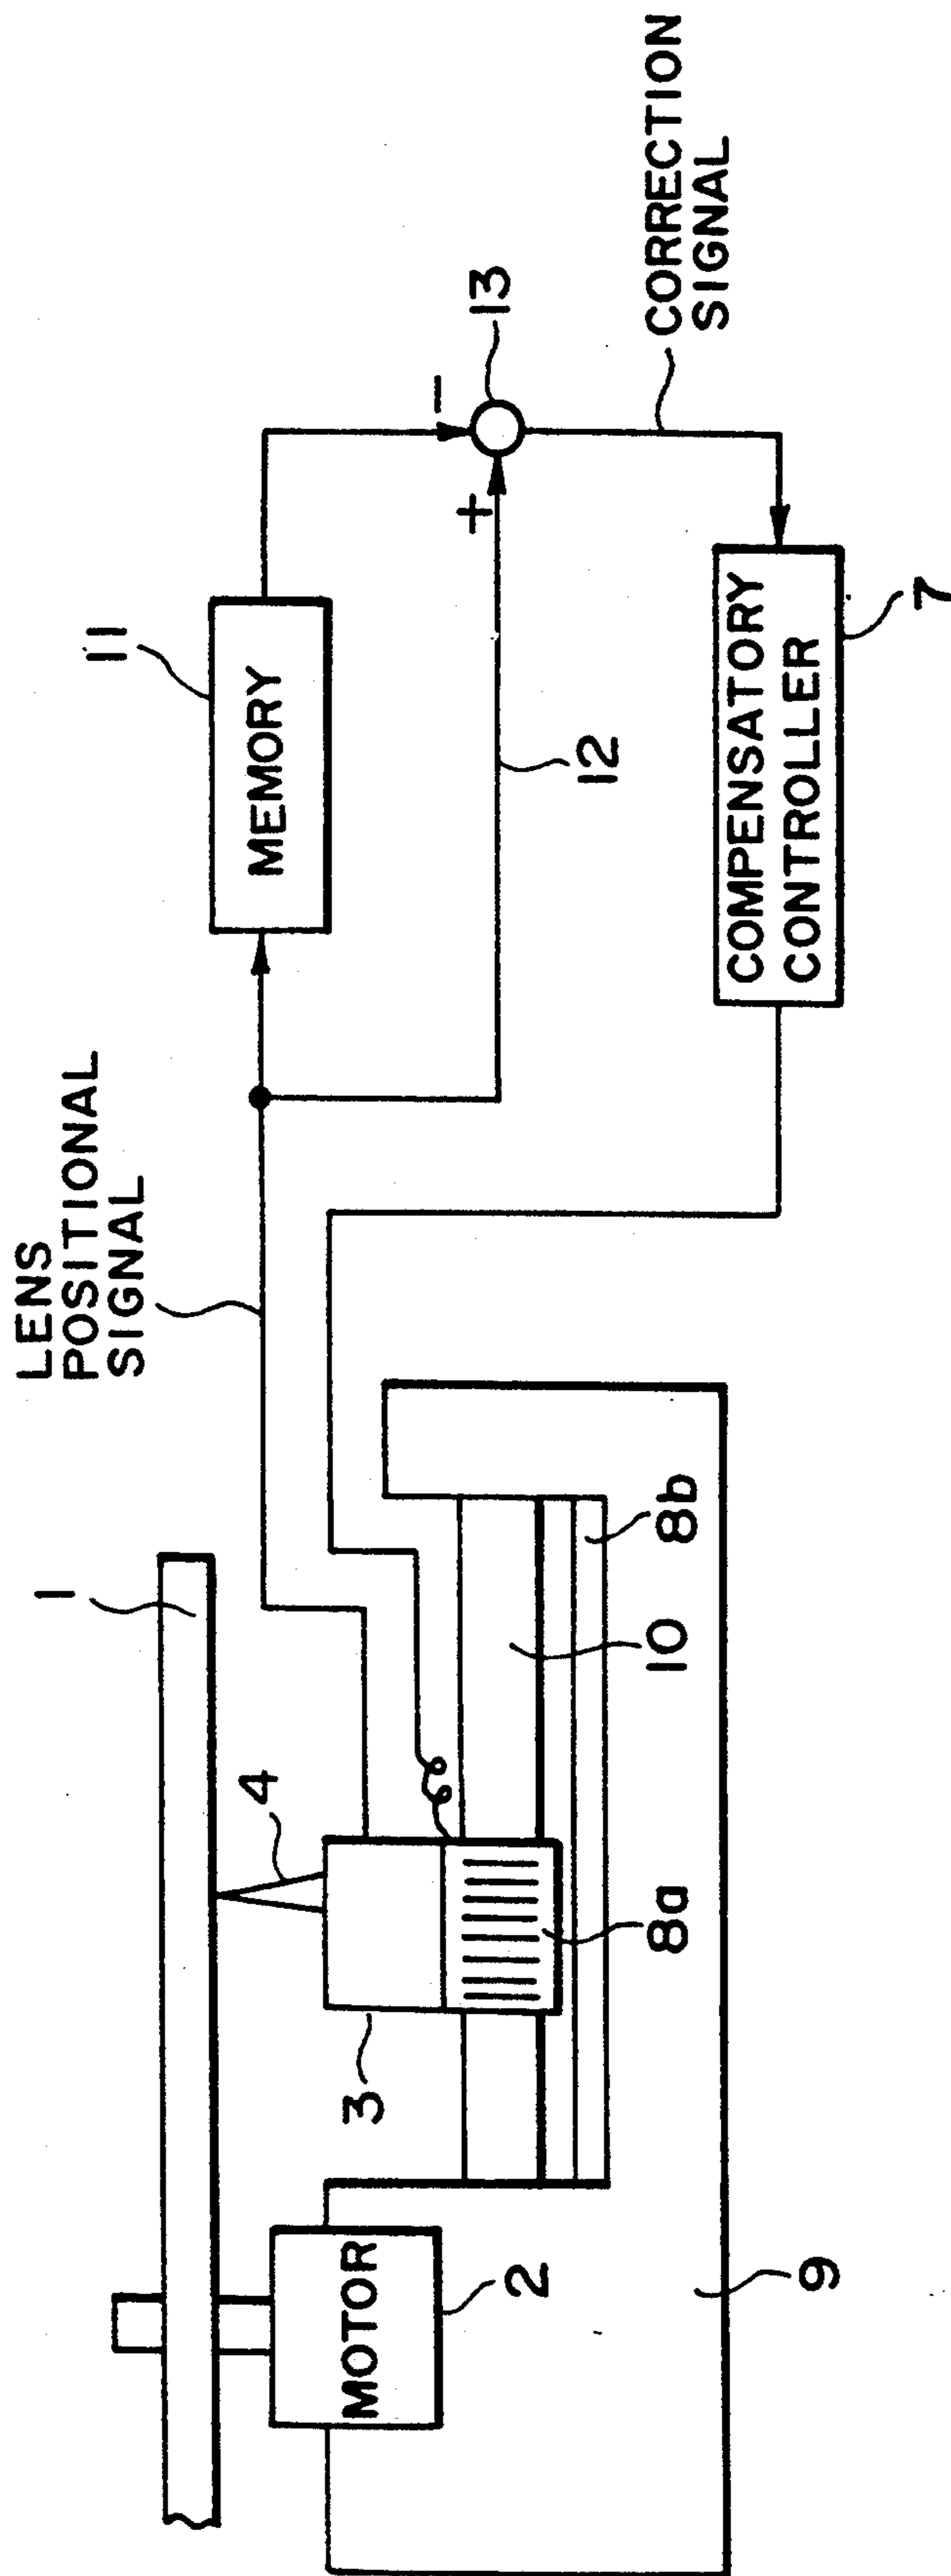 LENS
POSITIONAL
SIGNAL
1
4
3
MOTOR
2
8a
10
8b
9
MEMORY
11
12
+
-
13
CORRECTION
SIGNAL
COMPENSATORY
CONTROLLER
7